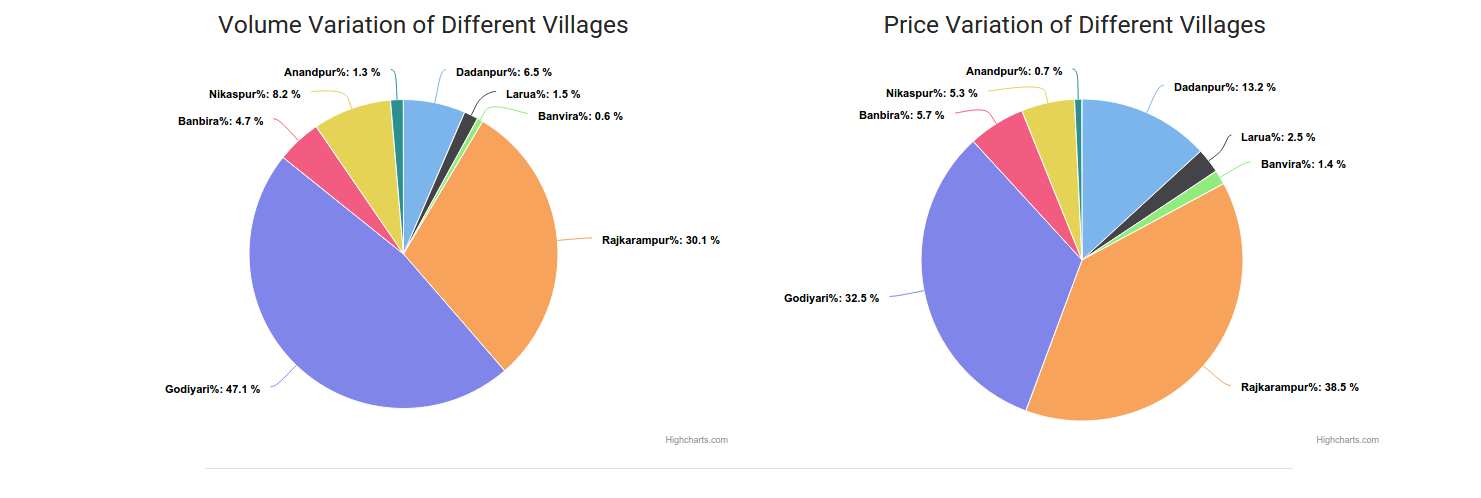 Volume Variation of Different Villages
Anandpur%: 1.3 %
Dadanpur%: 6.5 %
Nikaspur%: 8.2 %
Larua%: 1.5 %
Banbira%: 4.7 %
Banvira%: 0.6 %
Rajkarampur%: 30.1 %
Godiyari%: 47.1 %
Highcharts.com
Price Variation of Different Villages
Anandpur%: 0.7 %
Dadanpur%: 13.2 %
Nikaspur%: 5.3 %
Banbira%: 5.7 %
Larua%: 2.5 %
Banvira%: 1.4 %
Godiyari%: 32.5 %
Rajkarampur%: 38.5 %
Highcharts.com